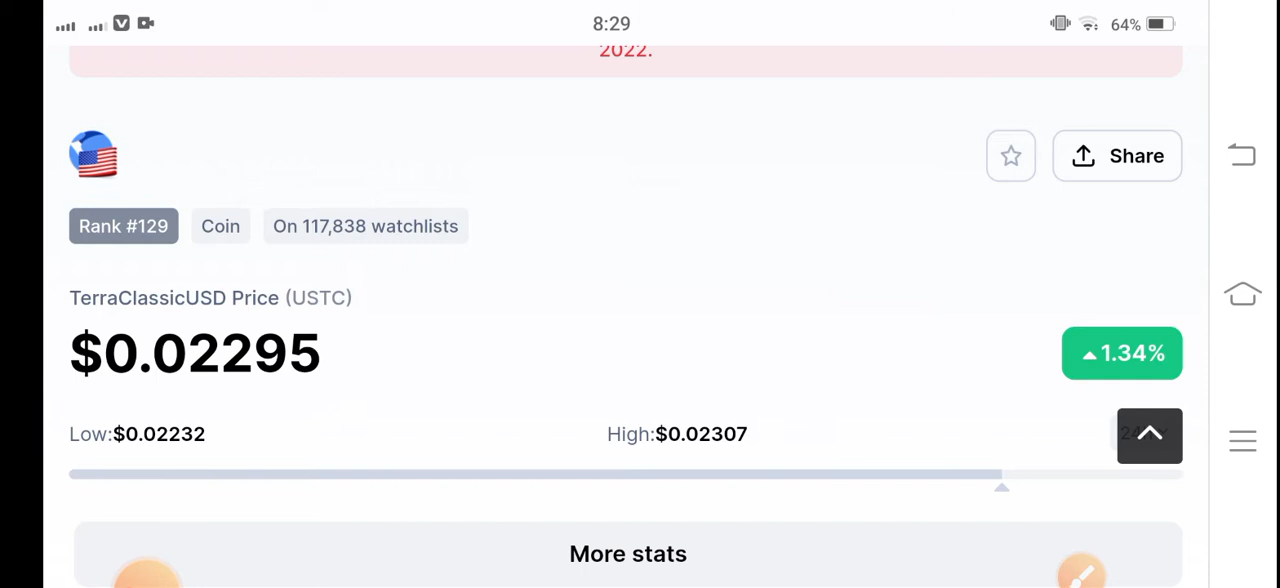 8:29
64%
2022.
Share
Rank #129 Coin On 117,838 watchlists
TerraClassicUSD Price (USTC)
$0.02295
1.34%
Low:$0.02232 High:$0.02307
More stats